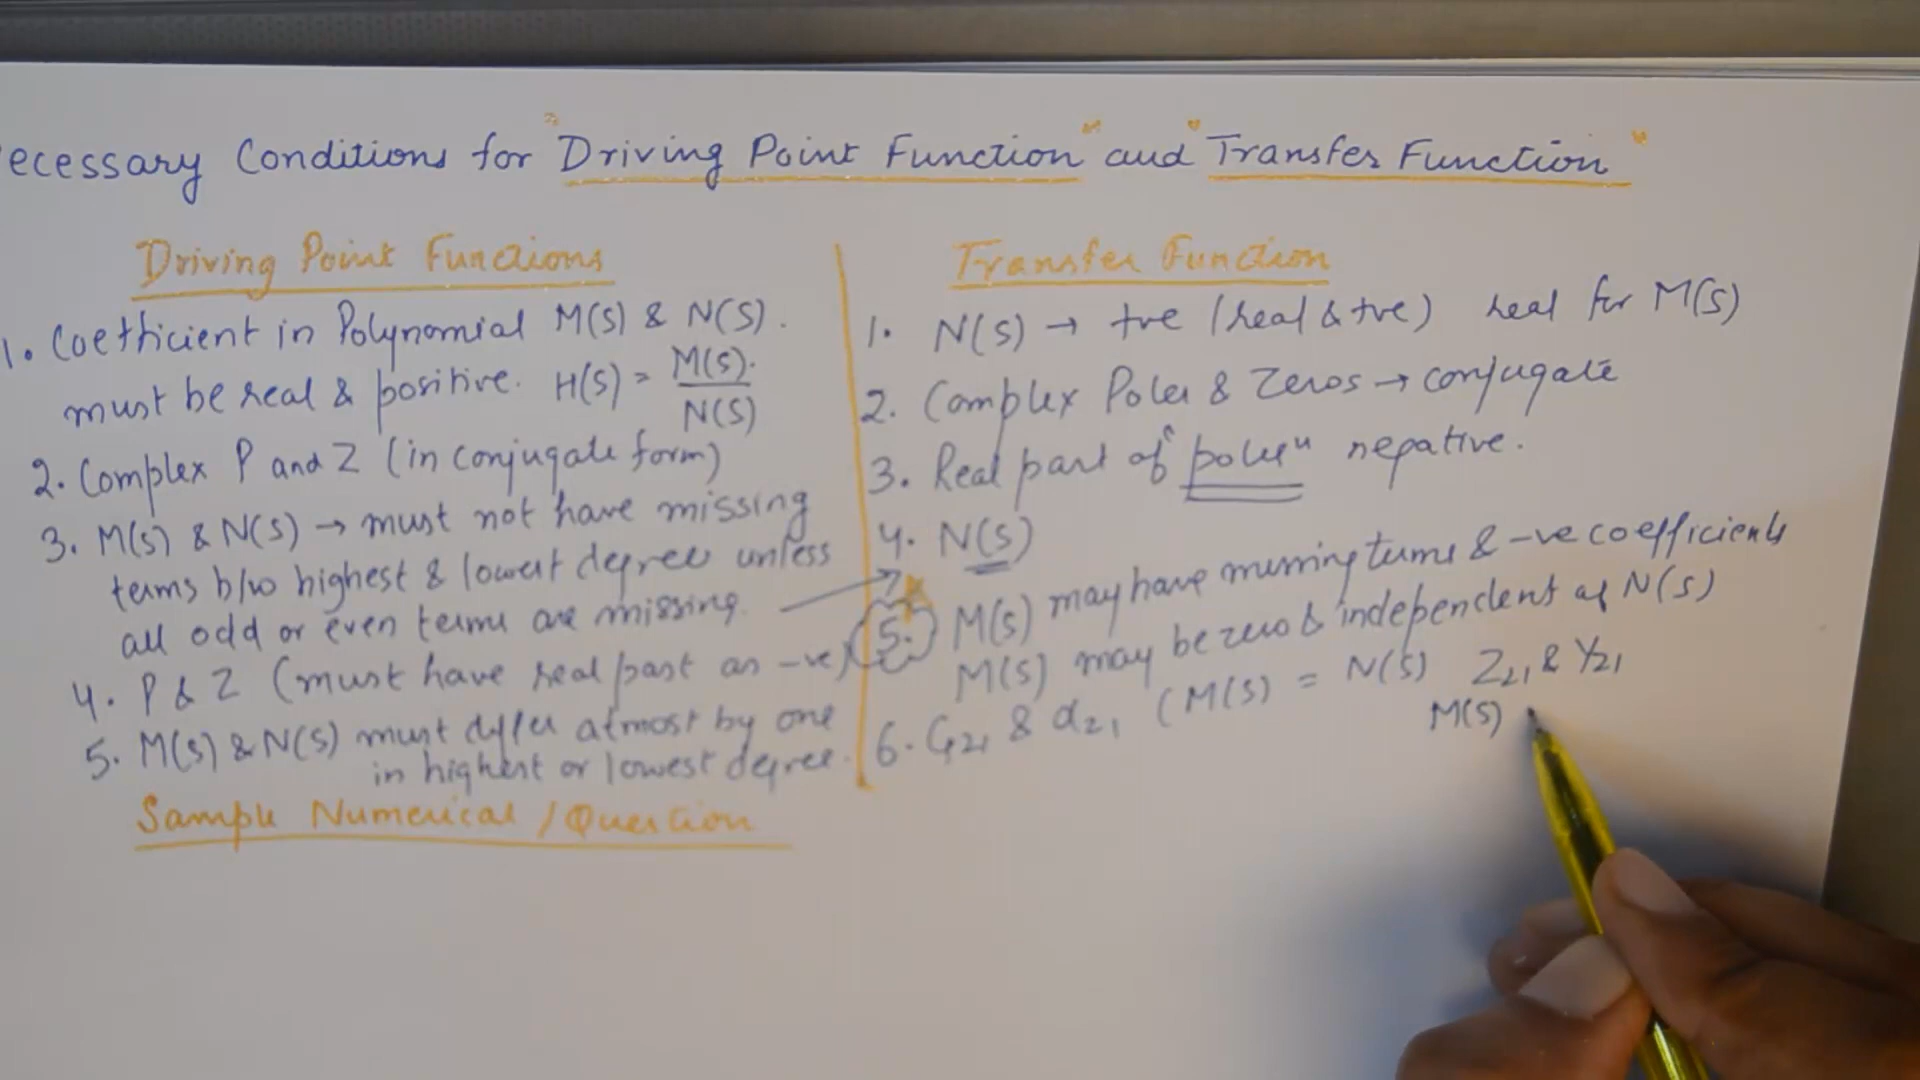 ecessary Conditions for "Driving Point Function" and "Transfer Function"
Driving Point Functions
1. Coefficient in Polynomial M(S) & N(S).
must be real & positive. H(S) = M(S). / N(S)
2. Complex P and Z (in conjugate form)
3. M(S) & N(S) → must not have missing
terms b/w highest & lowest degree unless
all odd or even terms are missing.
4. P & Z (must have real part as -ve)
5. M(S) & N(S) must differ atmost by one
in highest or lowest degree.
Sample Numerical / Question
Transfer Function
1. N(S) → +ve (real & +ve) real for M(S)
2. Complex Poles & Zeros → conjugate
3. Real part of "poles" negative.
4. N(S)
5. M(S) may have missing terms & -ve coefficients
M(S) may be zero & independent of N(S)
6. G21 & α21 (M(S) = N(S) Z21 & Y21
M(S)